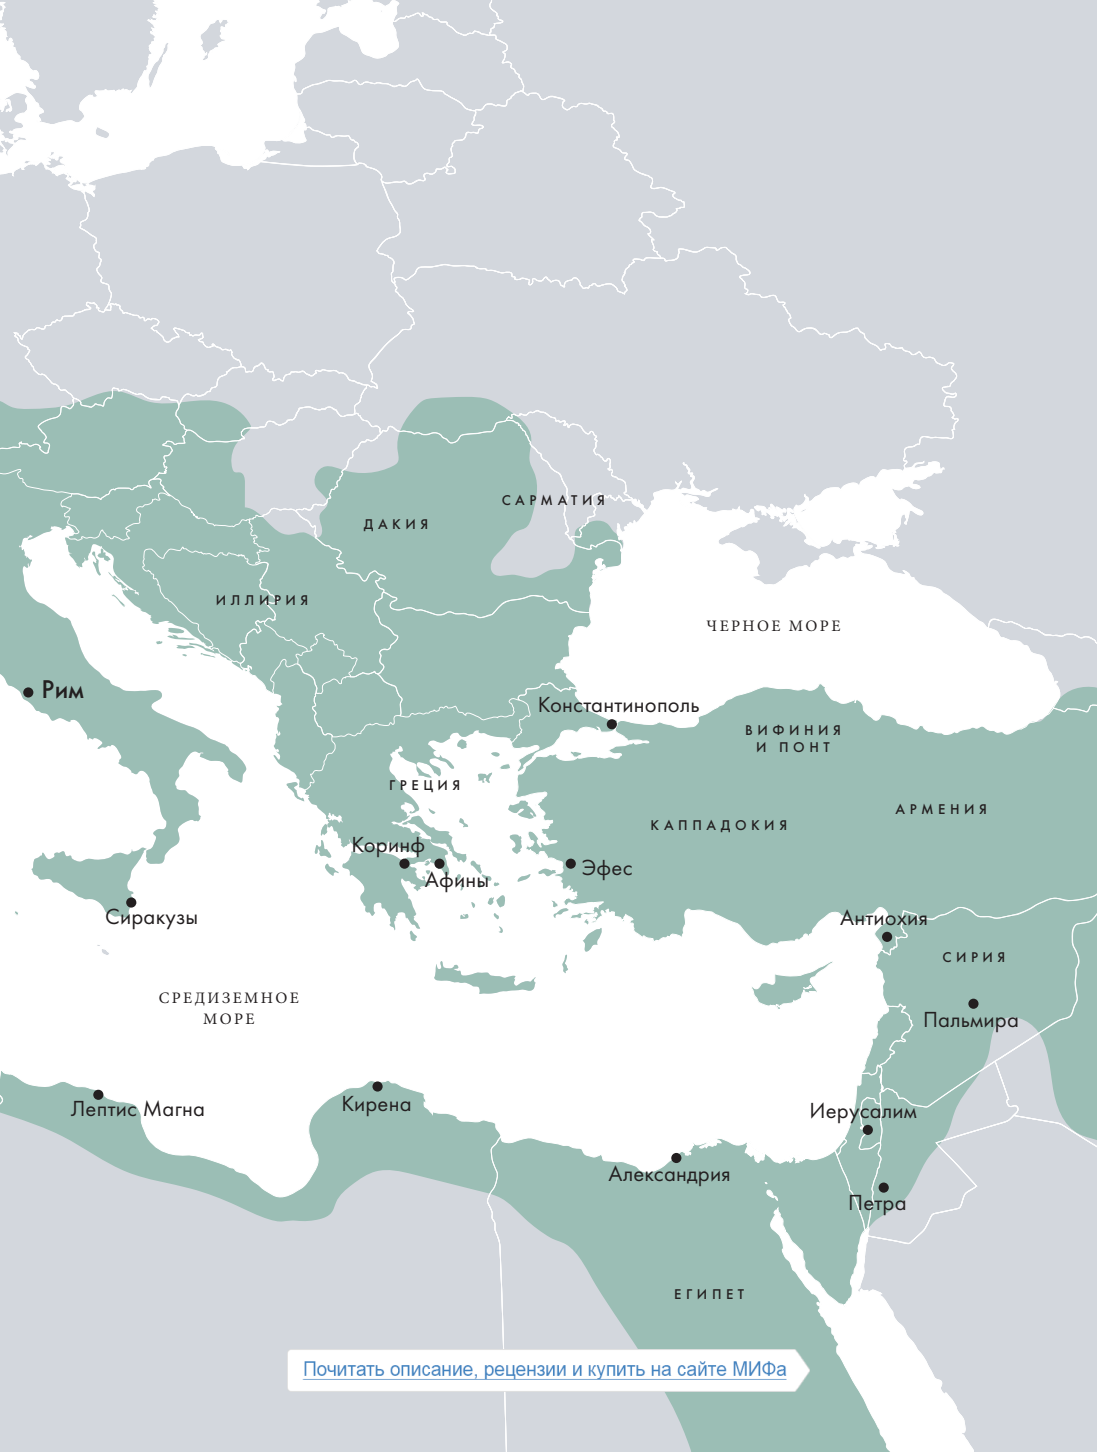 САРМАТИЯ
ДАКИЯ
ИЛЛИРИЯ
ЧЕРНОЕ МОРЕ
Рим
Константинополь
ВИФИНИЯ
И ПОНТ
ГРЕЦИЯ
АРМЕНИЯ
КАППАДОКИЯ
Коринф
Эфес
Афины
Сиракузы
Антиохия
СИРИЯ
СРЕДИЗЕМНОЕ
МОРЕ
Пальмира
Лептис Магна
Кирена
Иерусалим
Александрия
Петра
ЕГИПЕТ
Почитать описание, рецензии и купить на сайте МИФа